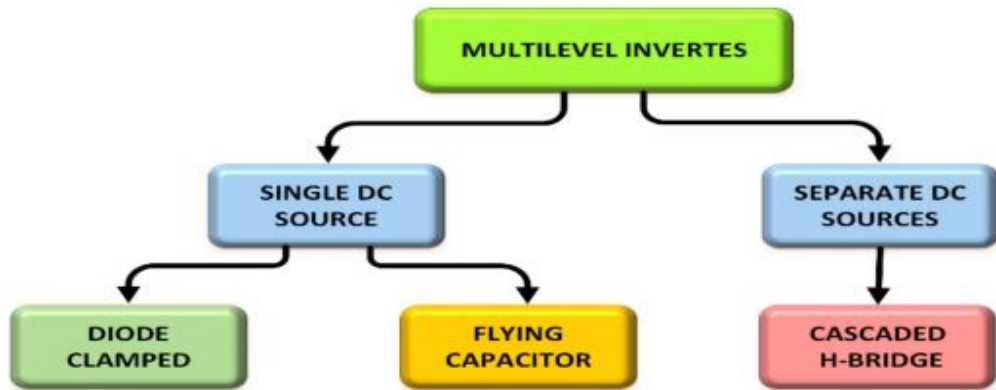 MULTILEVEL INVERTES
SINGLE DC
SOURCE
SEPARATE DC
SOURCES
DIODE
CLAMPED
FLYING
CAPACITOR
CASCADED
H-BRIDGE